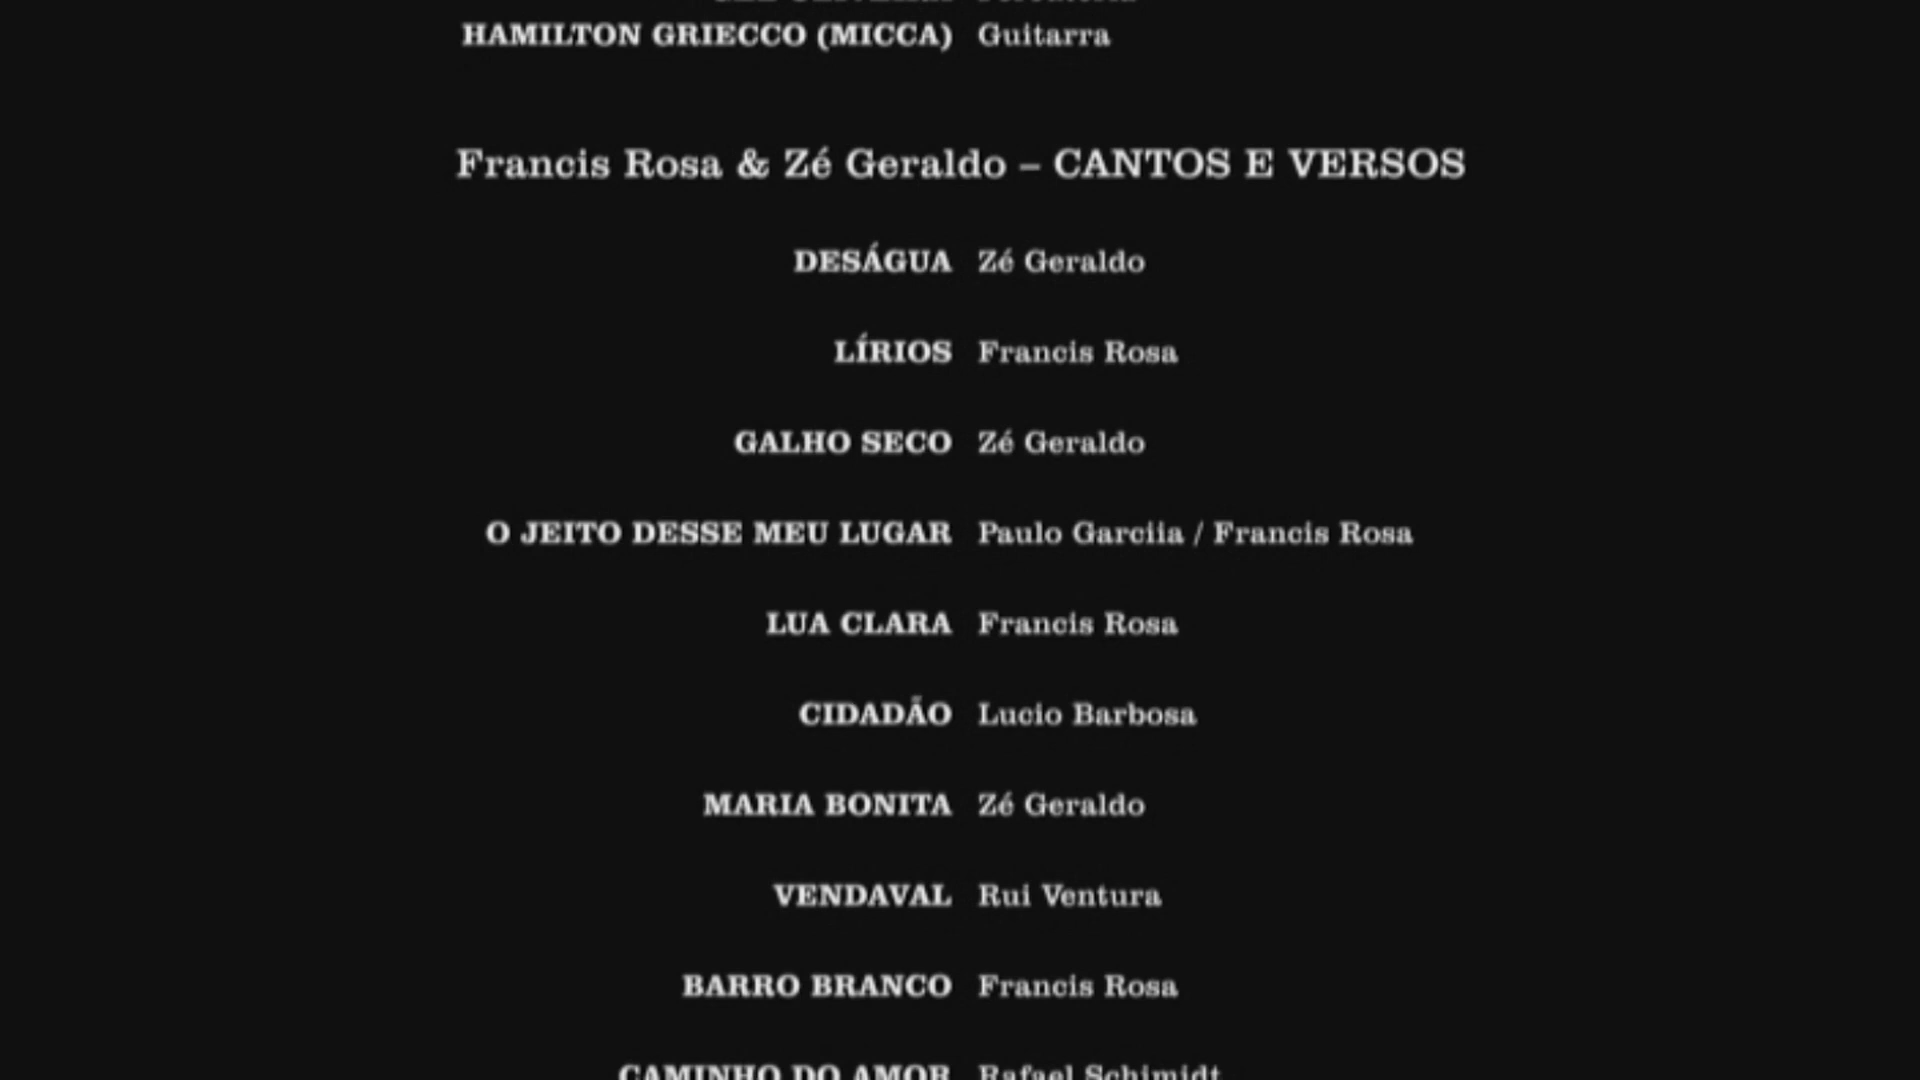 HAMILTON GRIECCO (MICCA) Guitarra
Francis Rosa & Zé Geraldo – CANTOS E VERSOS
DESÁGUA Zé Geraldo
LÍRIOS Francis Rosa
GALHO SECO Zé Geraldo
O JEITO DESSE MEU LUGAR Paulo Garciia / Francis Rosa
LUA CLARA Francis Rosa
CIDADÃO Lucio Barbosa
MARIA BONITA Zé Geraldo
VENDAVAL Rui Ventura
BARRO BRANCO Francis Rosa
CAMINHO DO AMOR Rafael Schimidt